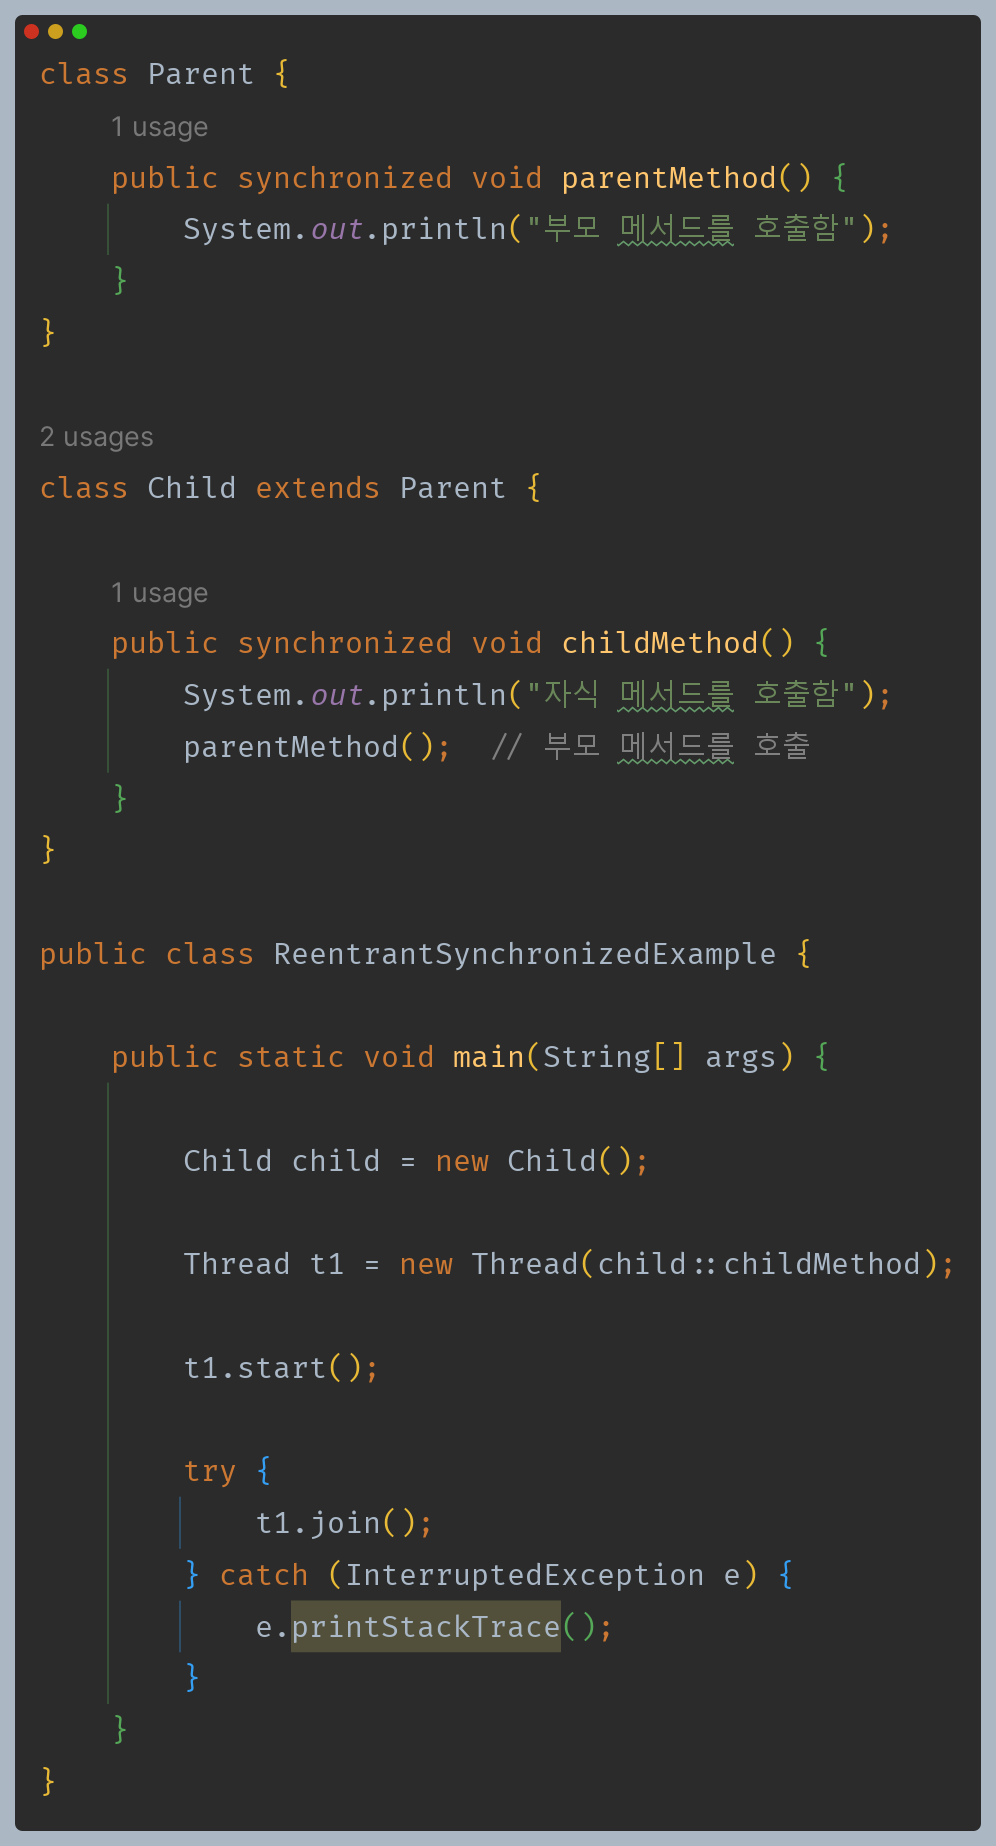 class Parent {
1 usage
public synchronized void parentMethod() {
System.out.println("부모 메서드를 호출함");
}
}
2 usages
class Child extends Parent {
1 usage
public synchronized void childMethod() {
System.out.println("자식 메서드를 호출함");
parentMethod();  // 부모 메서드를 호출
}
}
public class ReentrantSynchronizedExample {
public static void main(String[] args) {
Child child = new Child();
Thread t1 = new Thread(child::childMethod);
t1.start();
try {
t1.join();
} catch (InterruptedException e) {
e.printStackTrace();
}
}
}